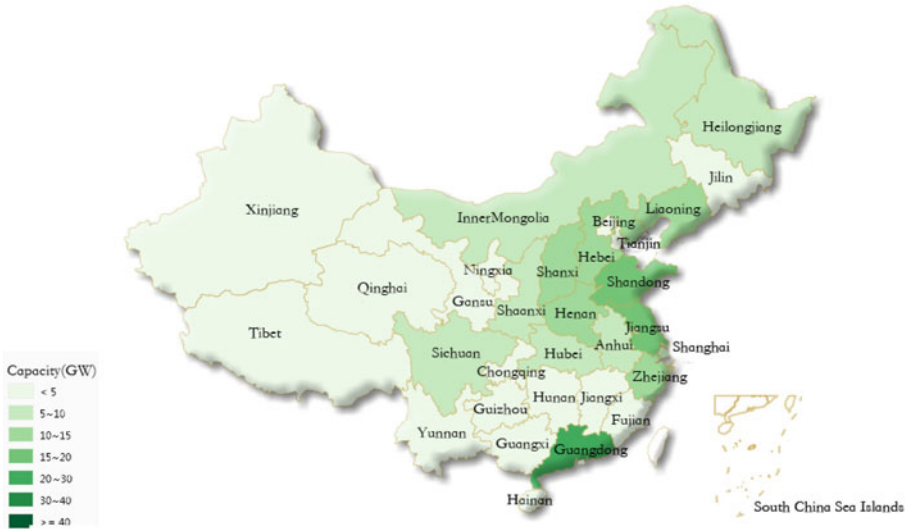 Heilongjiang
Jilin
Xinjiang
InnerMongolia
Beijing
Liaoning
Tianjin
Hebei
Ningxia
Shanxi
Shandong
Qinghai
Gansu
Shaanxi
Henan
Tibet
Jiangsu
Sichuan
Hubei
Anhui
Shanghai
Chongqing
Zhejiang
Hunan
Jiangxi
Guizhou
Fujian
Yunnan
Guangxi
Guangdong
Hainan
Capacity(GW)
< 5
5~10
10~15
15~20
20~30
30~40
>= 40
South China Sea Islands